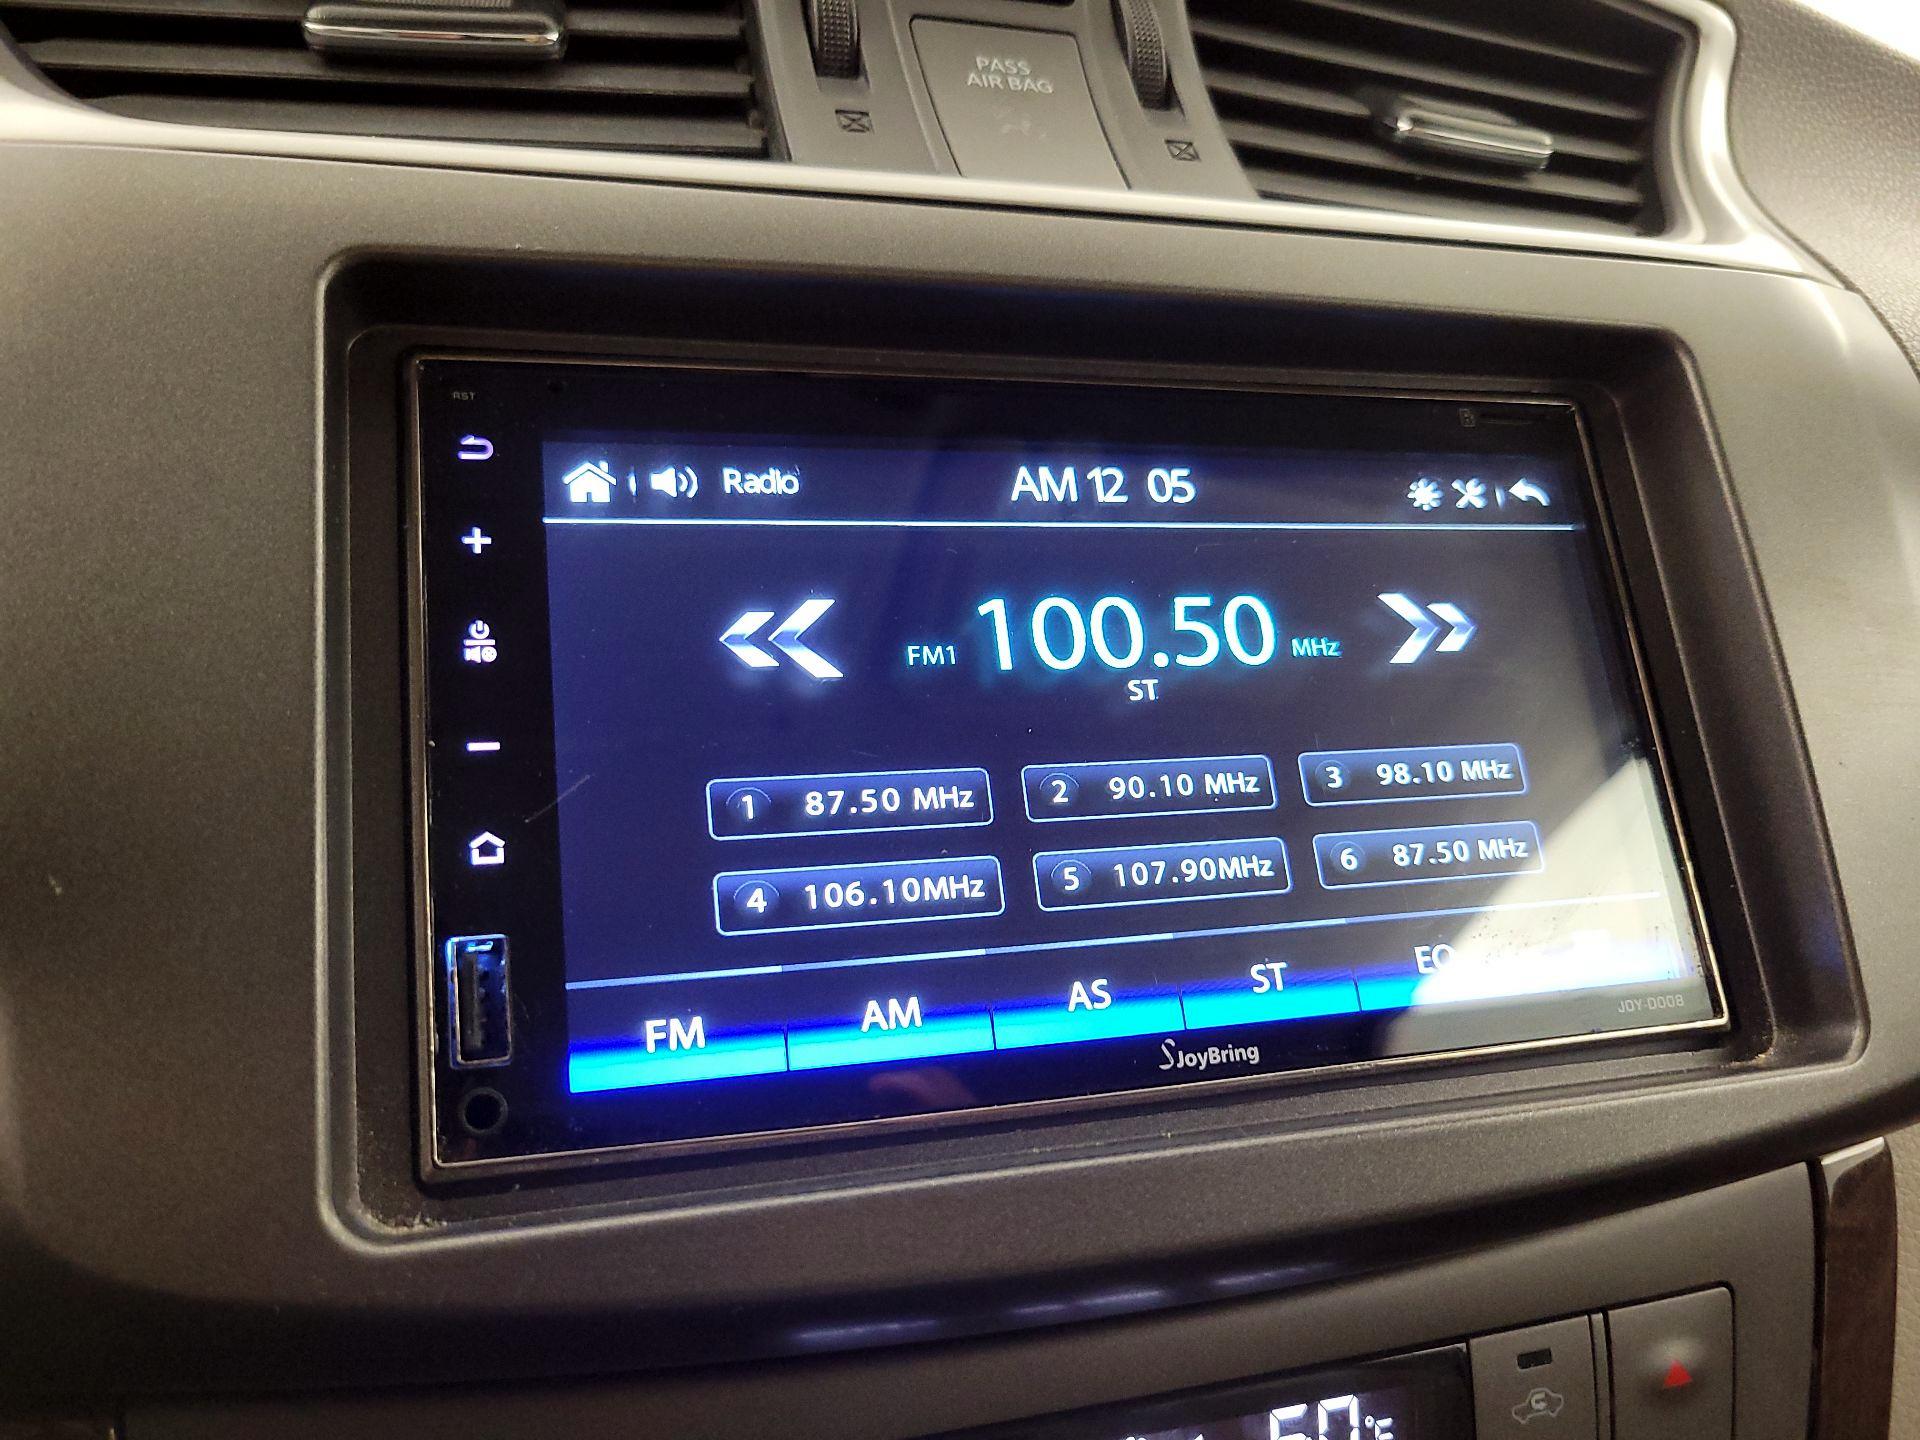 PASS
AIR BAG
RST
Radio
AM 12 05
FM1 100.50 MHz
ST
1 87.50 MHz
2 90.10 MHz
3 98.10 MHz
4 106.10MHz
5 107.90MHz
6 87.50 MHz
FM
AM
AS
ST
EQ
JOY-D008
JoyBring
60°F